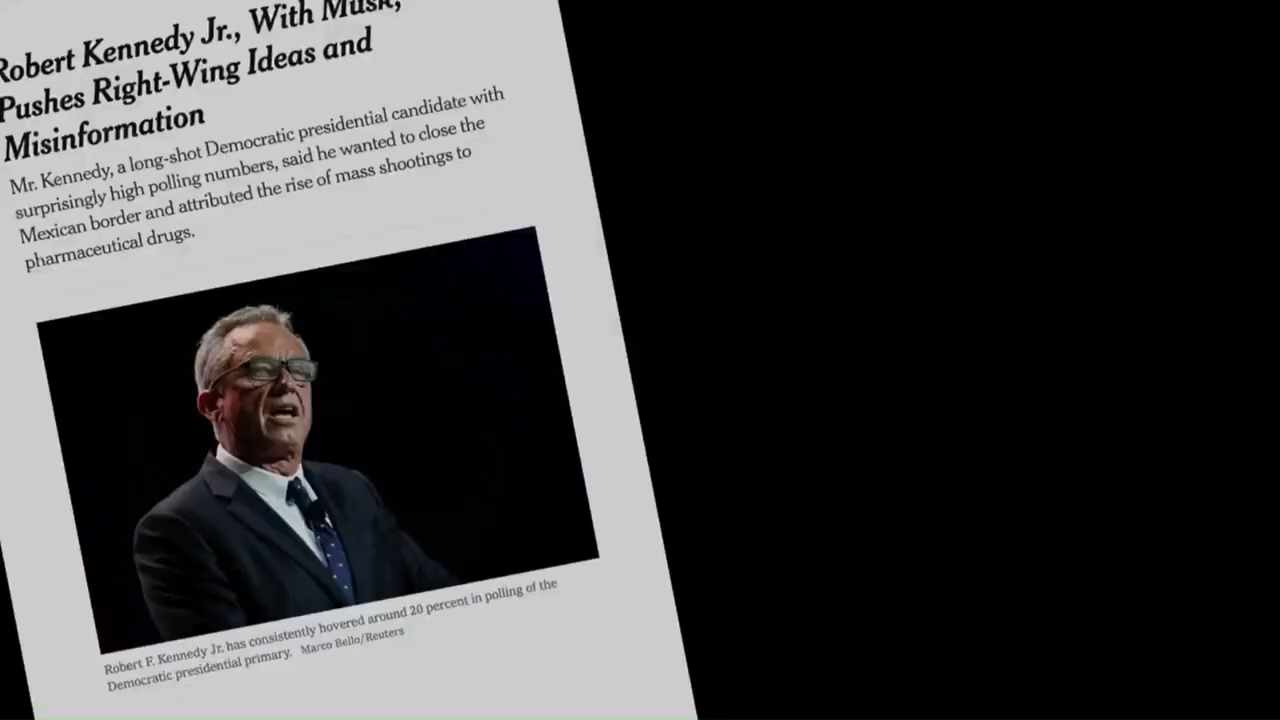 Robert Kennedy Jr., With Musk,
Pushes Right-Wing Ideas and
Misinformation
Mr. Kennedy, a long-shot Democratic presidential candidate with
surprisingly high polling numbers, said he wanted to close the
Mexican border and attributed the rise of mass shootings to
pharmaceutical drugs.
Robert F. Kennedy Jr. has consistently hovered around 20 percent in polling of the
Democratic presidential primary. Marco Bello/Reuters